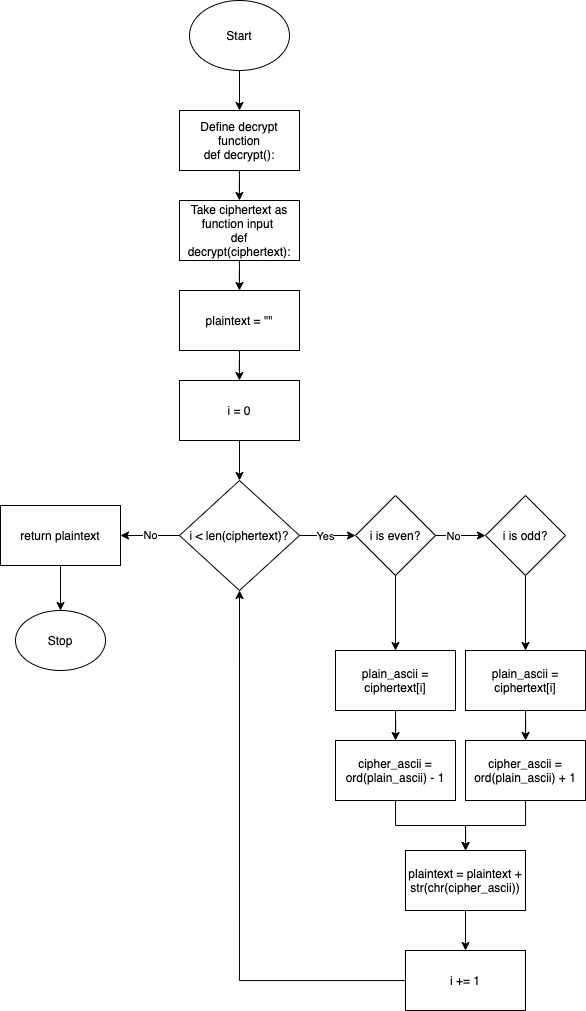 Start
Define decrypt
function
def decrypt():
Take ciphertext as
function input
def
decrypt(ciphertext):
plaintext = ""
i = 0
return plaintext
No
i < len(ciphertext)?
Yes
i is even?
No
i is odd?
Stop
plain_ascii =
ciphertext[i]
plain_ascii =
ciphertext[i]
cipher_ascii =
ord(plain_ascii) - 1
cipher_ascii =
ord(plain_ascii) + 1
plaintext = plaintext +
str(chr(cipher_ascii))
i += 1